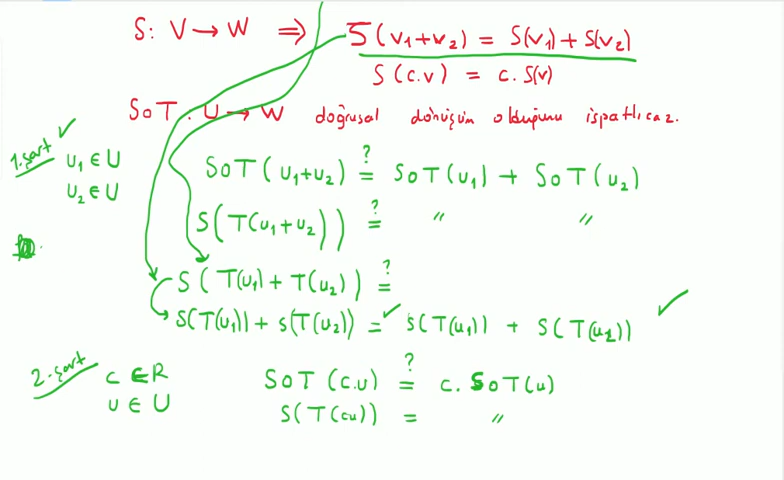 S: V → W ⇒ S(v₁+v₂) = S(v₁) + S(v₂)
S(c.v) = c. S(v)
SoT: U → W doğrusal dönüşüm olduğunu ispatlıcaz.
1.şart ✓
u₁ ∈ U
u₂ ∈ U
SoT(u₁+u₂) ?= SoT(u₁) + SoT(u₂)
S(T(u₁+u₂)) ?= " "
S(T(u₁) + T(u₂)) ?=
S(T(u₁)) + S(T(u₂)) =✓ S(T(u₁)) + S(T(u₂)) ✓
2.şart
c ∈ R
u ∈ U
SoT(c.u) ?= c. SoT(u)
S(T(cu)) = "